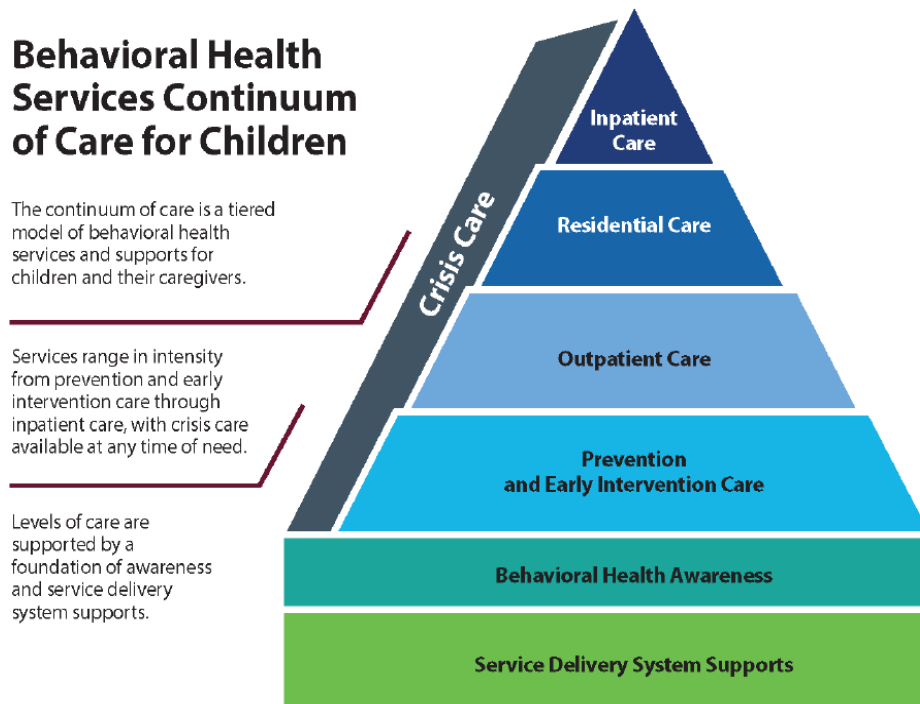 Behavioral Health
Services Continuum
of Care for Children
The continuum of care is a tiered
model of behavioral health
services and supports for
children and their caregivers.
Services range in intensity
from prevention and early
intervention care through
inpatient care, with crisis care
available at any time of need.
Levels of care are
supported by a
foundation of awareness
and service delivery
system supports.
Crisis Care
Inpatient
Care
Residential Care
Outpatient Care
Prevention
and Early Intervention Care
Behavioral Health Awareness
Service Delivery System Supports